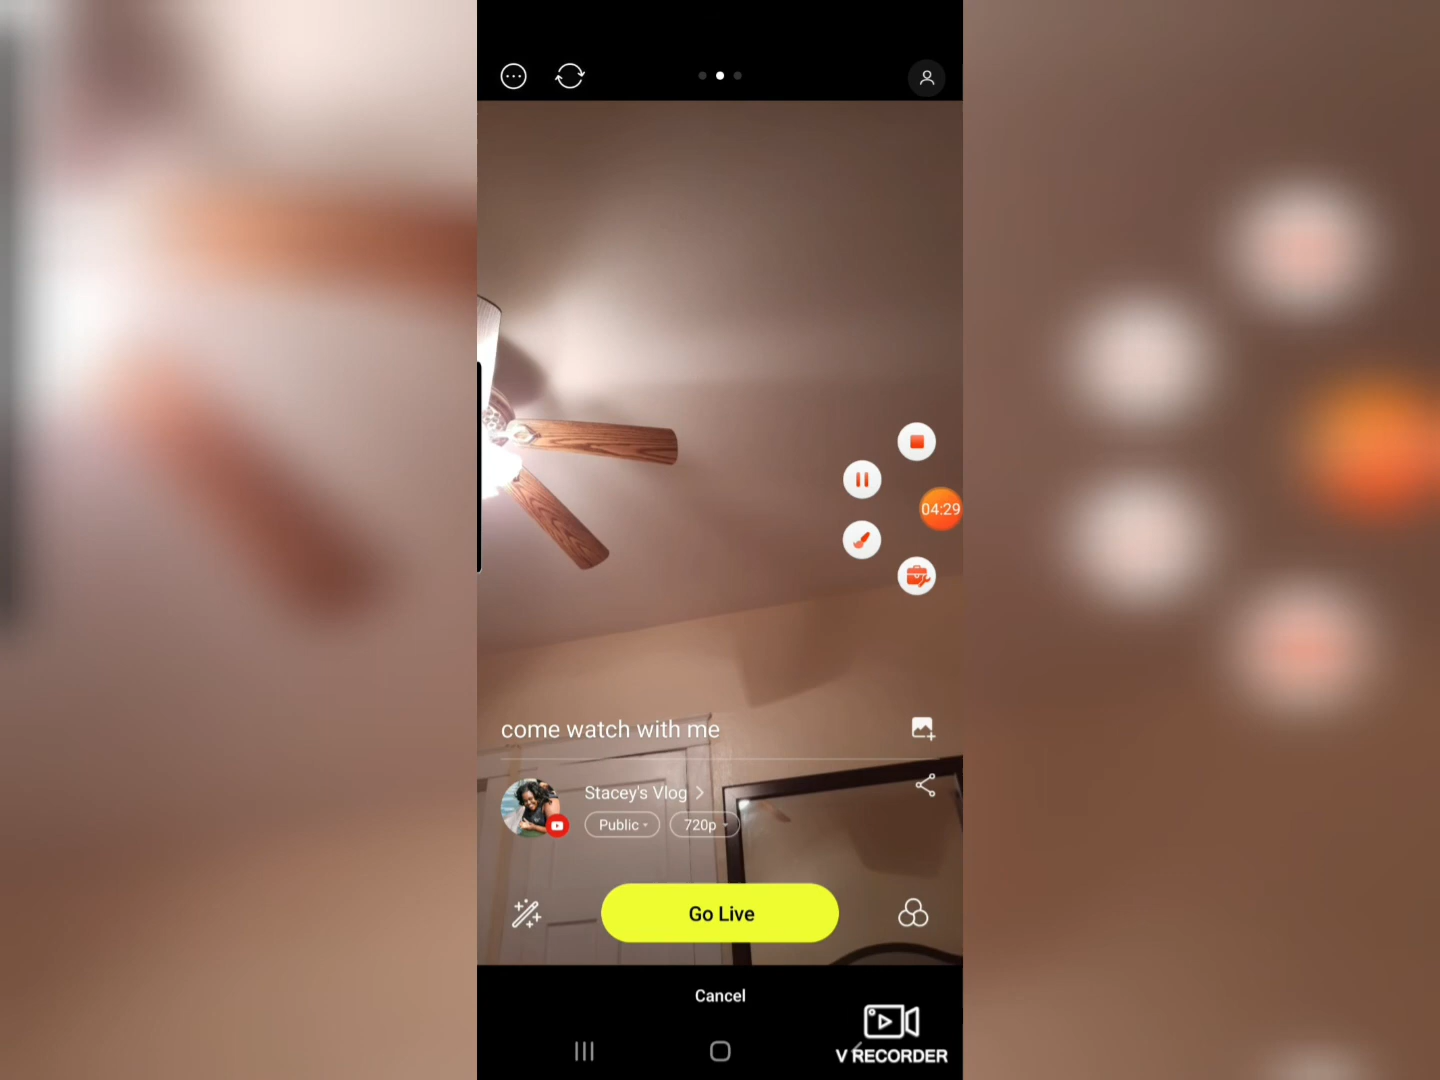 04:29
come watch with me
Stacey's Vlog
Public
720p
Go Live
Cancel
V RECORDER